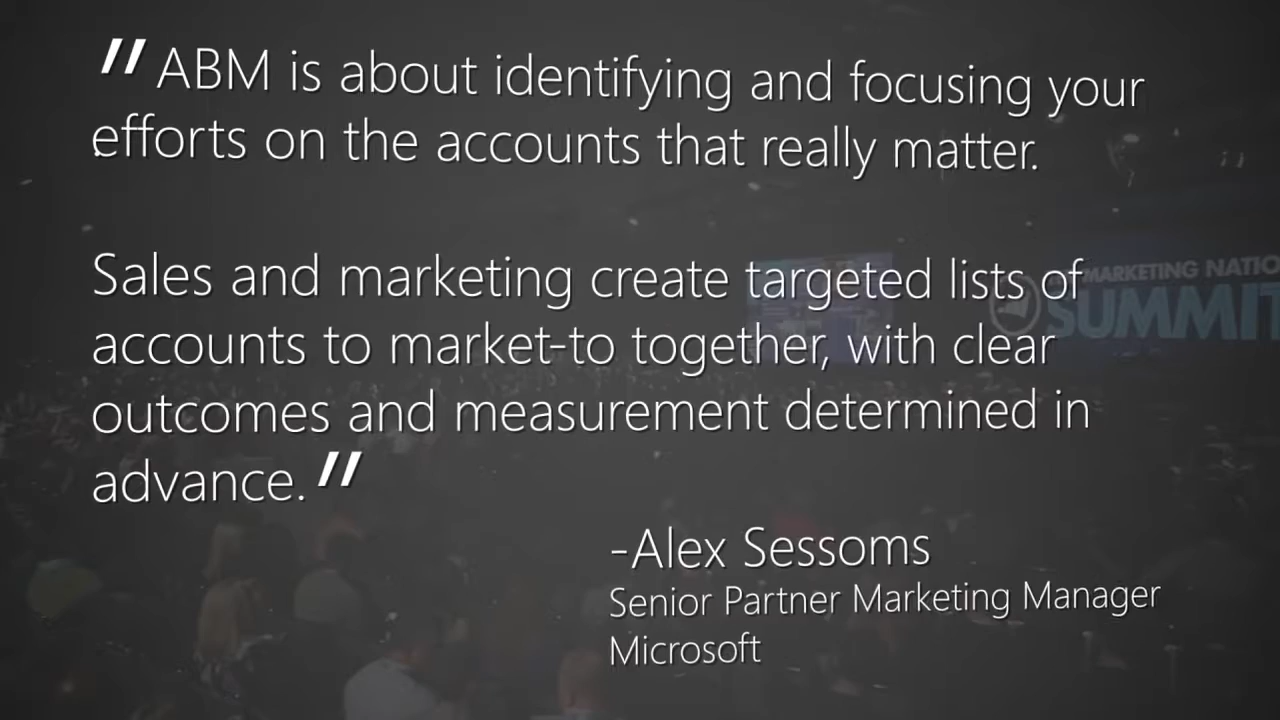 "ABM is about identifying and focusing your
efforts on the accounts that really matter.
Sales and marketing create targeted lists of
accounts to market-to together, with clear
outcomes and measurement determined in
advance."
-Alex Sessoms
Senior Partner Marketing Manager
Microsoft
MARKETING NATIO
SUMMIT